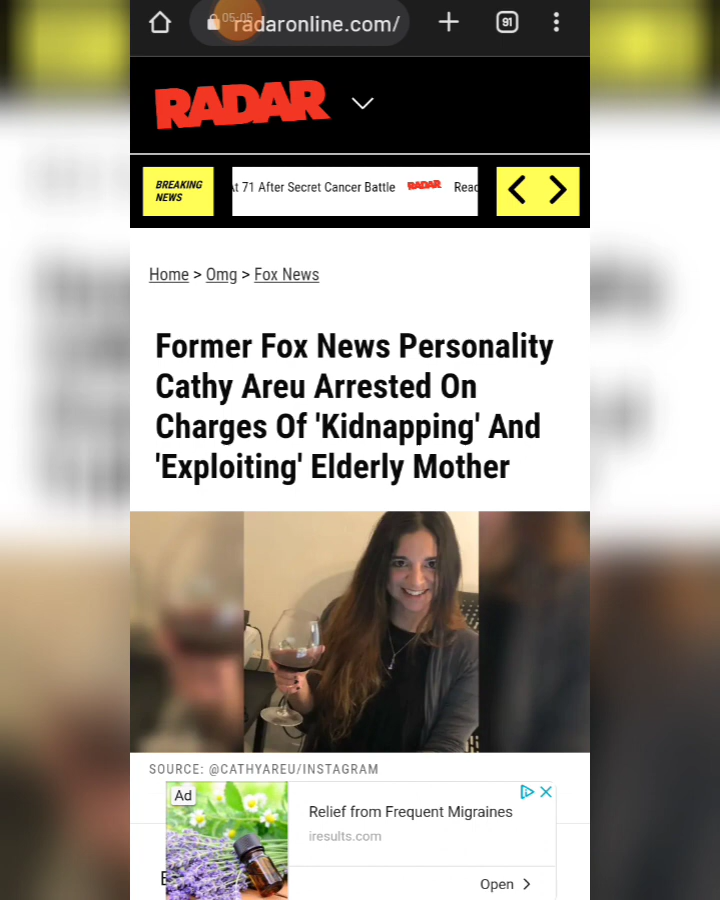 05:05
radaronline.com/
91
RADAR
BREAKING
NEWS
At 71 After Secret Cancer Battle RADAR
Home > Omg > Fox News
Former Fox News Personality
Cathy Areu Arrested On
Charges Of 'Kidnapping' And
'Exploiting' Elderly Mother
SOURCE: @CATHYAREU/INSTAGRAM
Ad
Relief from Frequent Migraines
iresults.com
Open